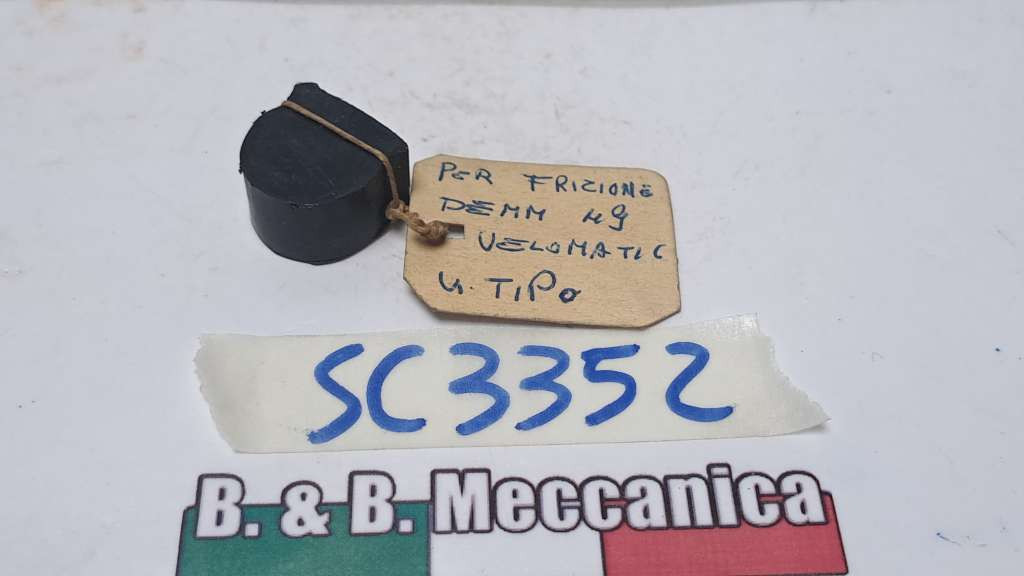 PER FRIZIONE
DEMM 49
VELOMATIC
U. TIPO
SC3352
B. & B. Meccanica